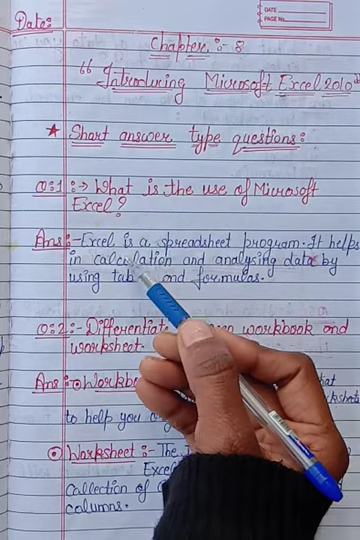 Date:
DATE
PAGE No.
Chapter :- 8
"Introducing Microsoft Excel 2010"
★ Short answer type questions:
Q:1 :→ What is the use of Microsoft
Excel?
Ans:- Excel is a spreadsheet program. It helps
in calculation and analysing data by
using and formulas.
Q:2 :- workbook and
worksheet.
Ans:-
to help you
Worksheet :- The
collection of
columns.